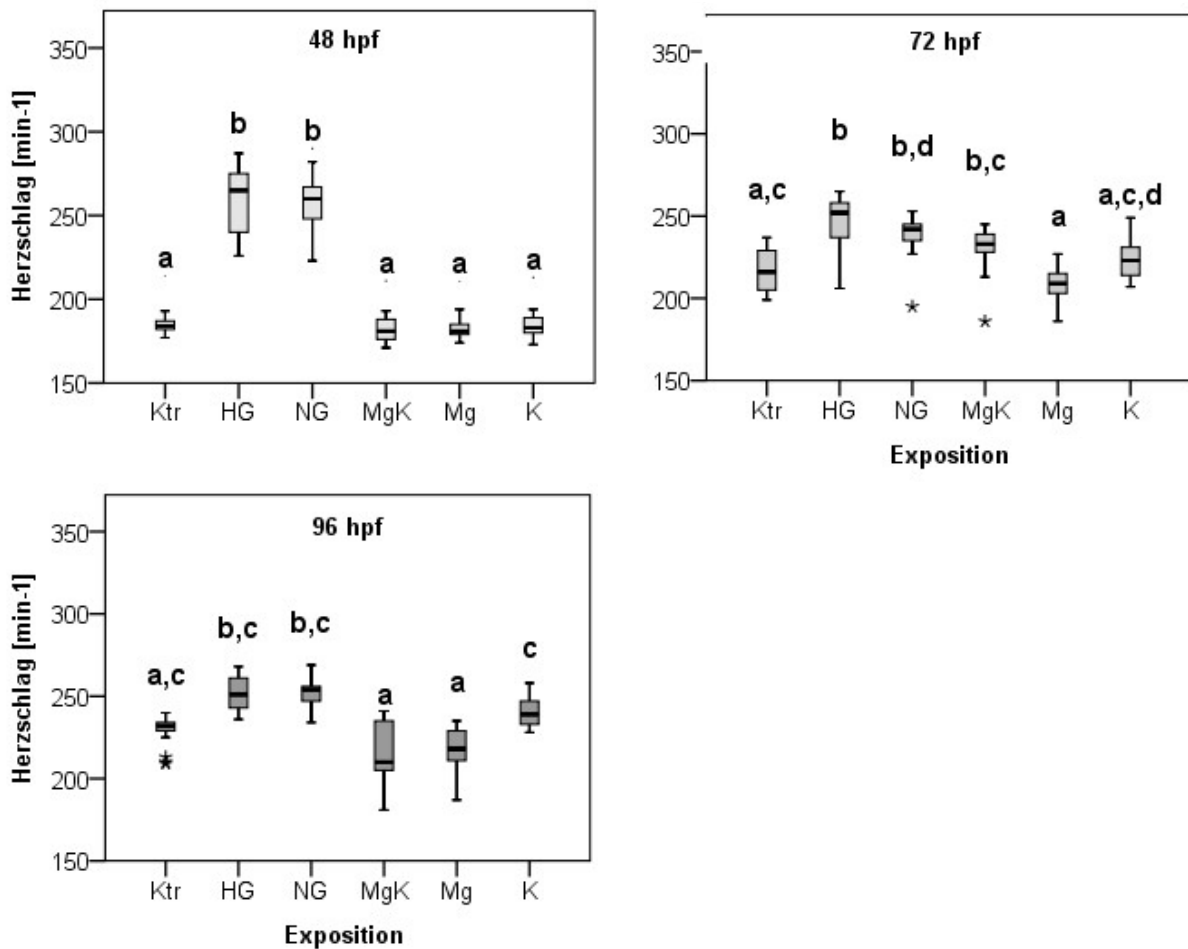 48 hpf
Herzschlag [min-1]
350
300
250
200
150
a
b
b
a
a
a
Ktr HG NG MgK Mg K
72 hpf
350
300
250
200
150
a,c
b
b,d
b,c
a
a,c,d
Ktr HG NG MgK Mg K
Exposition
96 hpf
Herzschlag [min-1]
350
300
250
200
150
a,c
b,c
b,c
a
a
c
Ktr HG NG MgK Mg K
Exposition